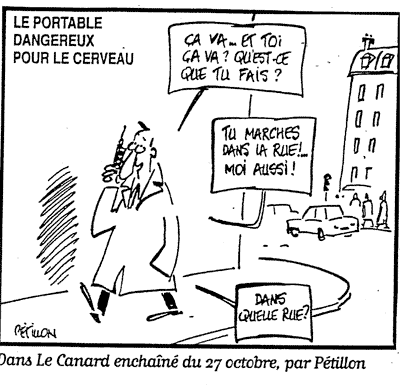 LE PORTABLE
DANGEREUX
POUR LE CERVEAU
ÇA VA... ET TOI
ÇA VA ? QU'EST-CE
QUE TU FAIS ?
TU MARCHES
DANS LA RUE !...
MOI AUSSI !
DANS
QUELLE RUE ?
PÉTILLON
Dans Le Canard enchaîné du 27 octobre, par Pétillon